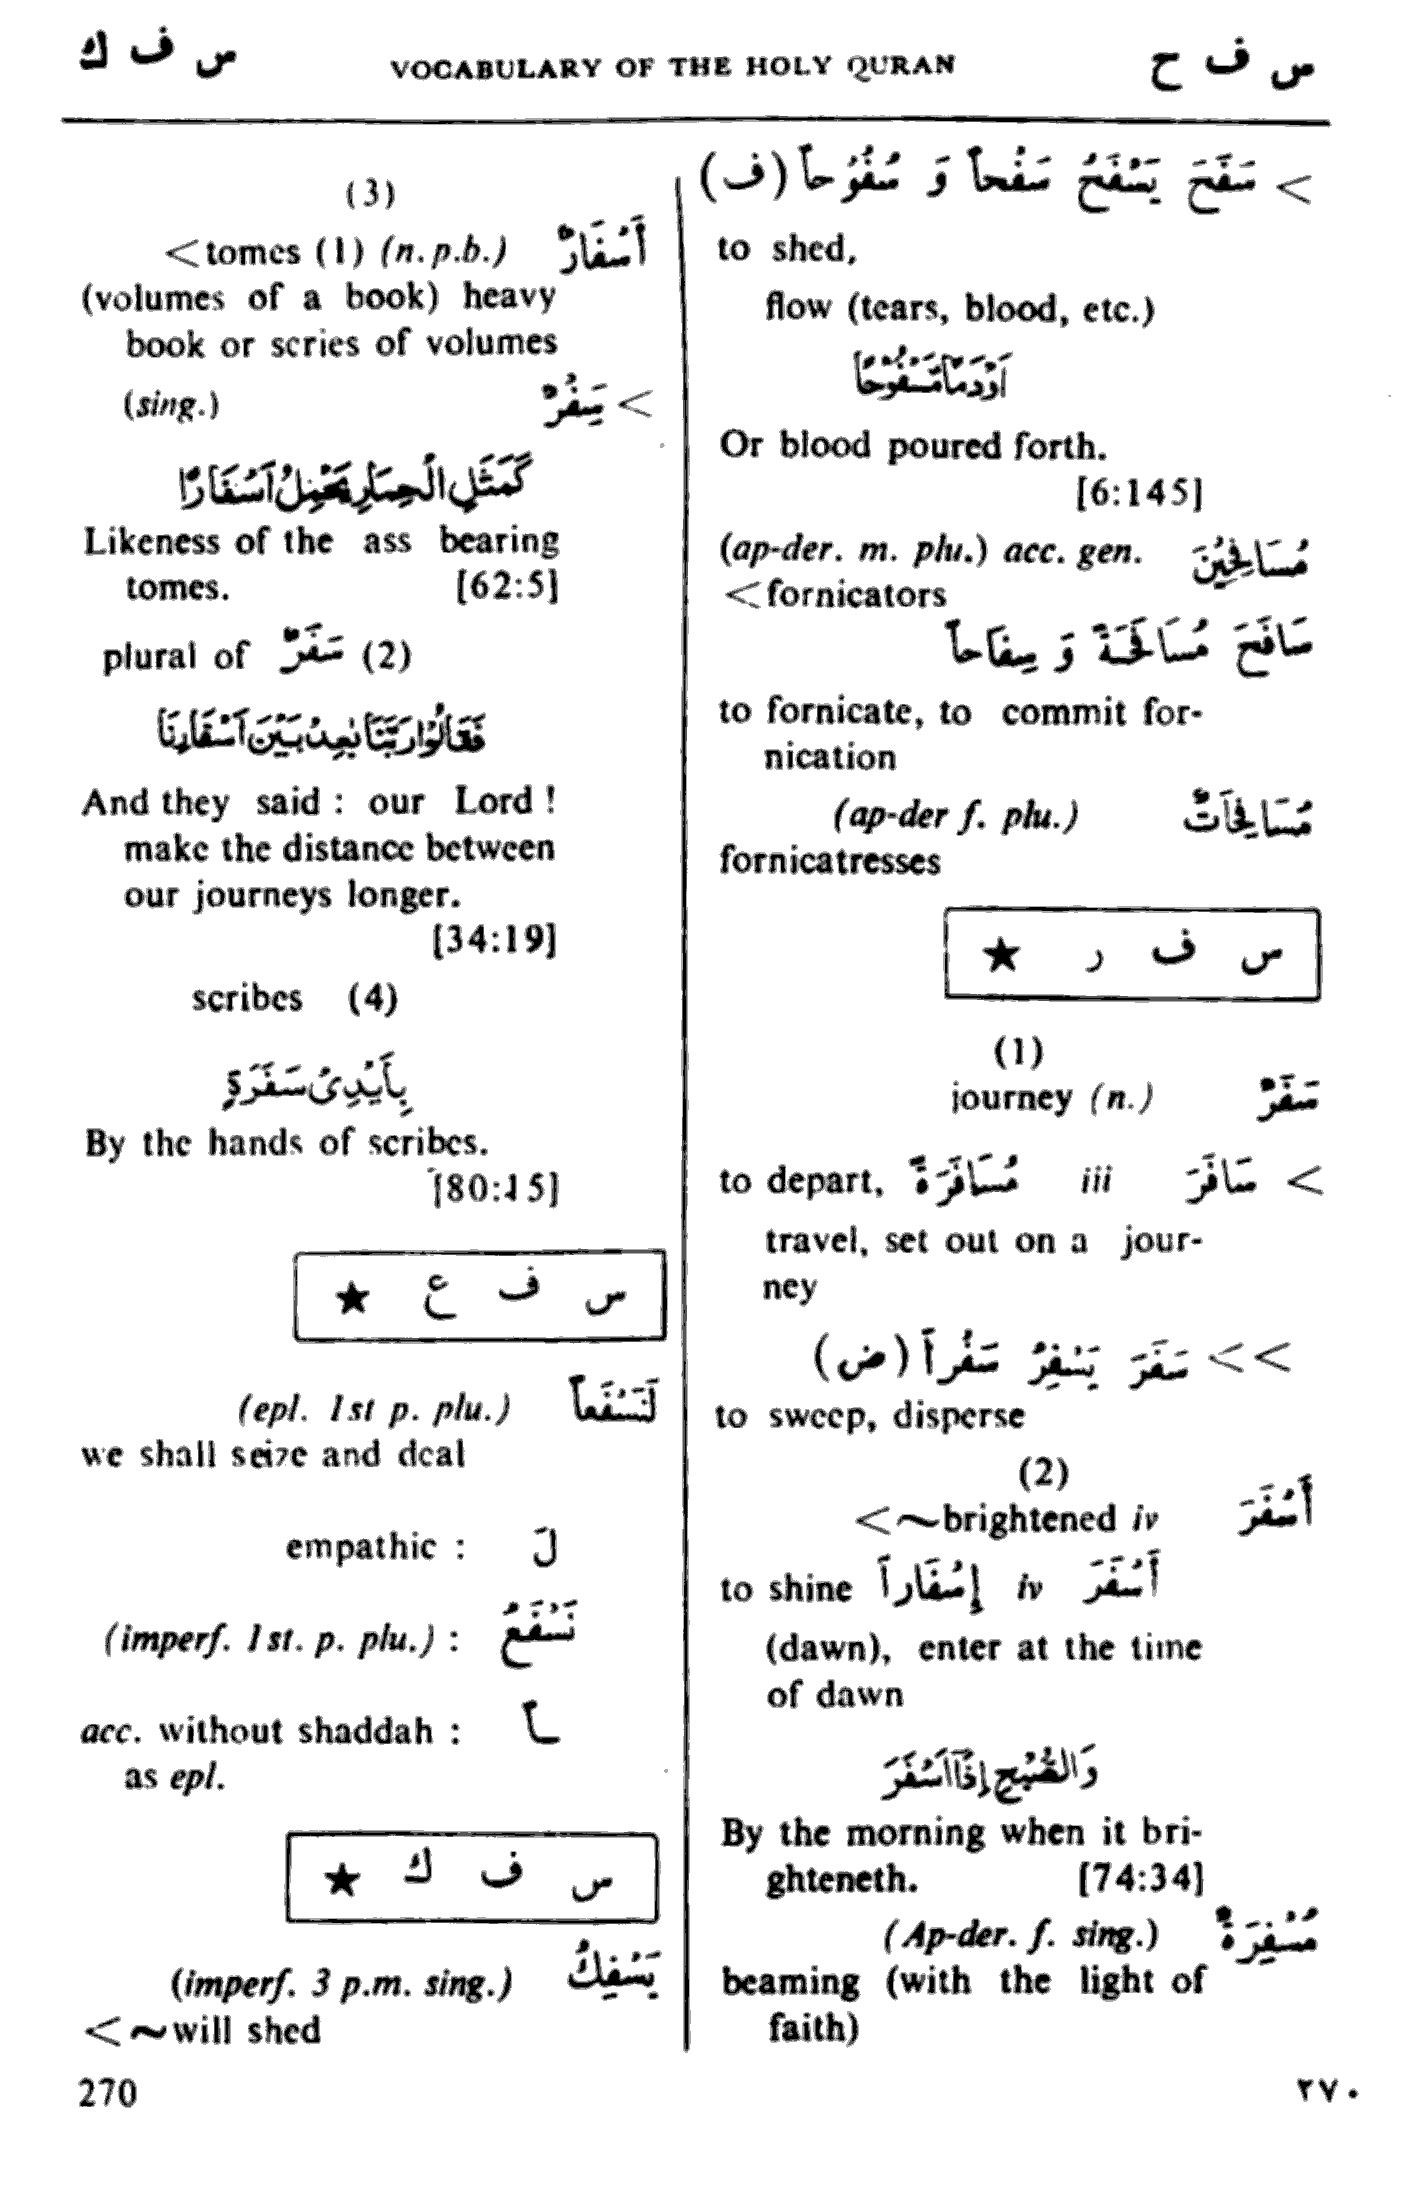 س ف ح
VOCABULARY OF THE HOLY QURAN
س ف ك
> سَفَحَ يَسْفَحُ سَفْحاً وَ سُفُوْحاً (ف)
to shed,
flow (tears, blood, etc.)
اَوْدَمًا مَّسْفُوْحًا
Or blood poured forth.
[6:145]
مُسَافِحِيْنَ (ap-der. m. plu.) acc. gen.
<fornicators
سَافَحَ مُسَافَحَةً وَ سِفَاحاً
to fornicate, to commit for-
nication
مُسَافِحَاتٌ (ap-der f. plu.)
fornicatresses
س ف ر ★
(1)
سَفَرٌ journey (n.)
> سَافَرَ iii مُسَافَرَةً to depart,
travel, set out on a jour-
ney
>> سَفَرَ يَسْفِرُ سَفْراً (ض)
to sweep, disperse
(2)
أَسْفَرَ <~brightened iv
أَسْفَرَ iv إِسْفَاراً to shine
(dawn), enter at the time
of dawn
وَالصُّبْحِ إِذَآ اَسْفَرَ
By the morning when it bri-
ghteneth. [74:34]
مُسْفِرَةٌ (Ap-der. f. sing.)
beaming (with the light of
faith)
(3)
أَسْفَارٌ <tomes (1) (n.p.b.)
(volumes of a book) heavy
book or series of volumes
> سِفْرٌ (sing.)
كَمَثَلِ الْحِمَارِ يَحْمِلُ اَسْفَارًا
Likeness of the ass bearing
tomes. [62:5]
plural of سَفَرٌ (2)
فَقَالُوْا رَبَّنَا بٰعِدْ بَيْنَ اَسْفَارِنَا
And they said : our Lord !
make the distance between
our journeys longer.
[34:19]
scribes (4)
بِاَيْدِىْ سَفَرَةٍ
By the hands of scribes.
[80:15]
س ف ع ★
لَنَسْفَعاً (epl. 1st p. plu.)
we shall seize and deal
empathic : لَ
(imperf. 1st. p. plu.) : نَسْفَعُ
acc. without shaddah : ـاً
as epl.
س ف ك ★
يَسْفِكُ (imperf. 3 p.m. sing.)
<~will shed
270
٢٧٠